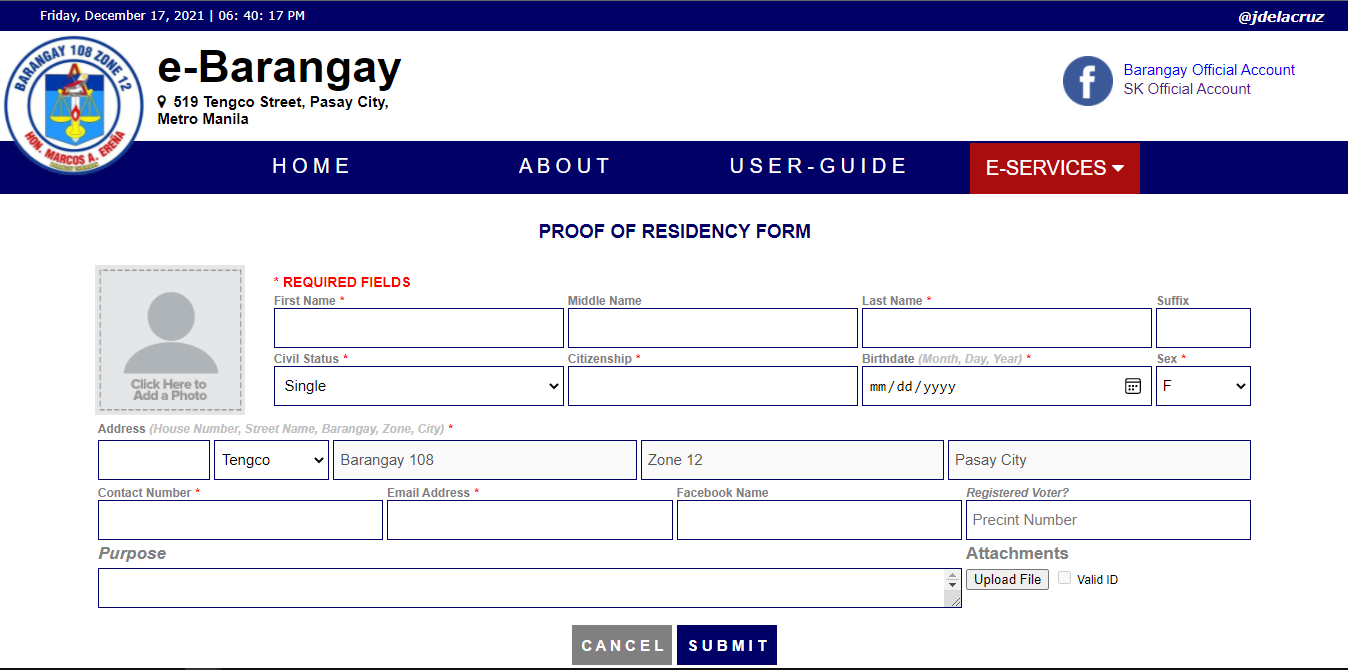 Friday, December 17, 2021 | 06: 40: 17 PM
@jdelacruz
BARANGAY 108 ZONE 12
HON. MARCOS A. EREÑA
e-Barangay
519 Tengco Street, Pasay City,
Metro Manila
Barangay Official Account
SK Official Account
HOME ABOUT USER-GUIDE E-SERVICES
PROOF OF RESIDENCY FORM
Click Here to
Add a Photo
* REQUIRED FIELDS
First Name * Middle Name Last Name * Suffix
Civil Status * Citizenship * Birthdate (Month, Day, Year) * Sex *
Single mm/dd/yyyy F
Address (House Number, Street Name, Barangay, Zone, City) *
Tengco Barangay 108 Zone 12 Pasay City
Contact Number * Email Address * Facebook Name Registered Voter?
Precint Number
Purpose Attachments
Upload File Valid ID
CANCEL SUBMIT